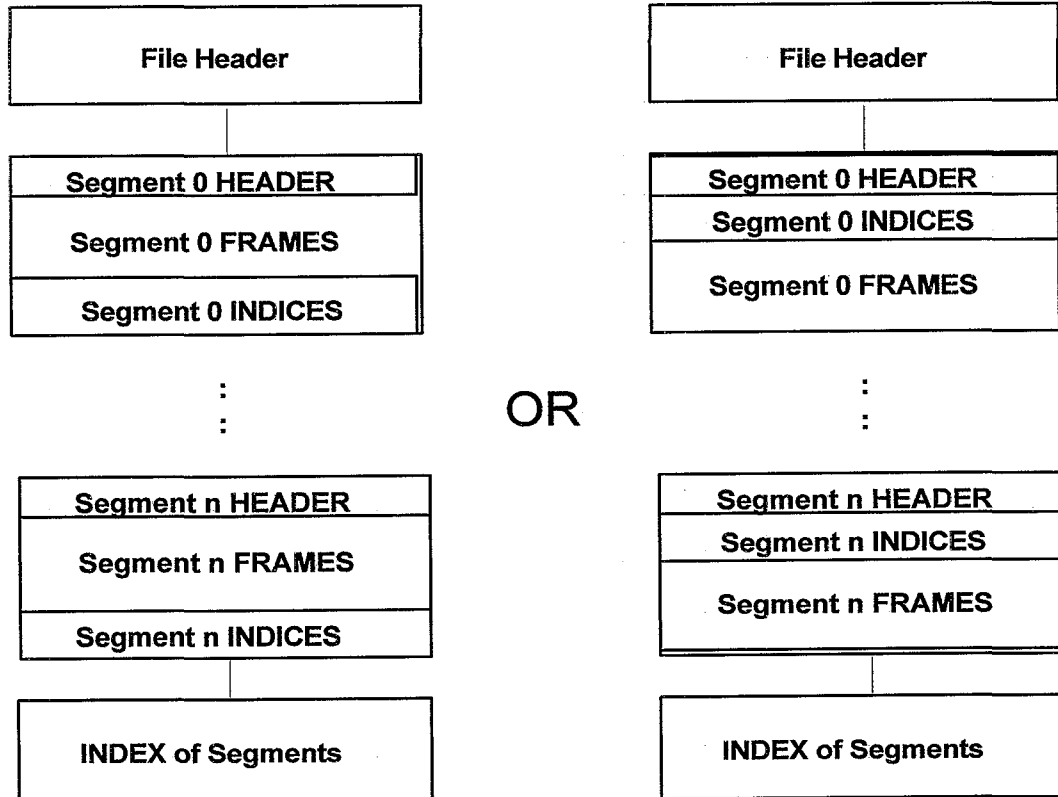 File Header
Segment 0 HEADER
Segment 0 FRAMES
Segment 0 INDICES
:
:
Segment n HEADER
Segment n FRAMES
Segment n INDICES
INDEX of Segments
OR
File Header
Segment 0 HEADER
Segment 0 INDICES
Segment 0 FRAMES
:
:
Segment n HEADER
Segment n INDICES
Segment n FRAMES
INDEX of Segments